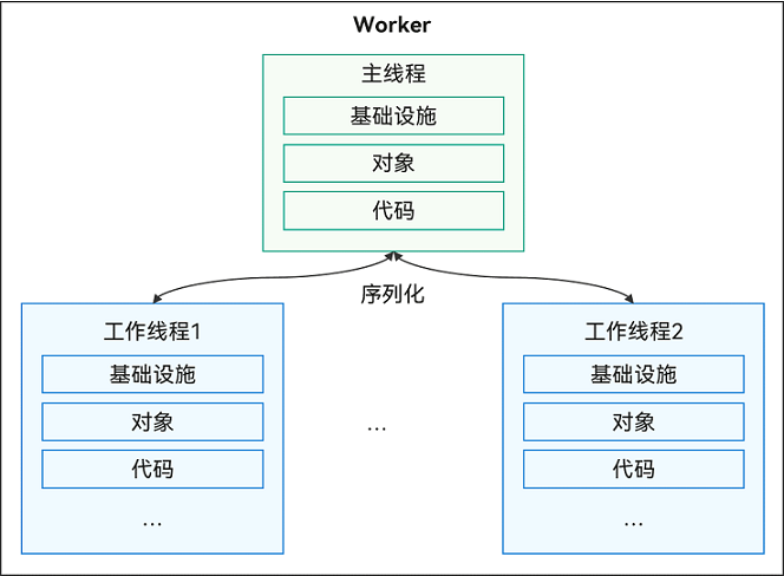 Worker
主线程
基础设施
对象
代码
序列化
工作线程1
基础设施
对象
代码
...
...
工作线程2
基础设施
对象
代码
...